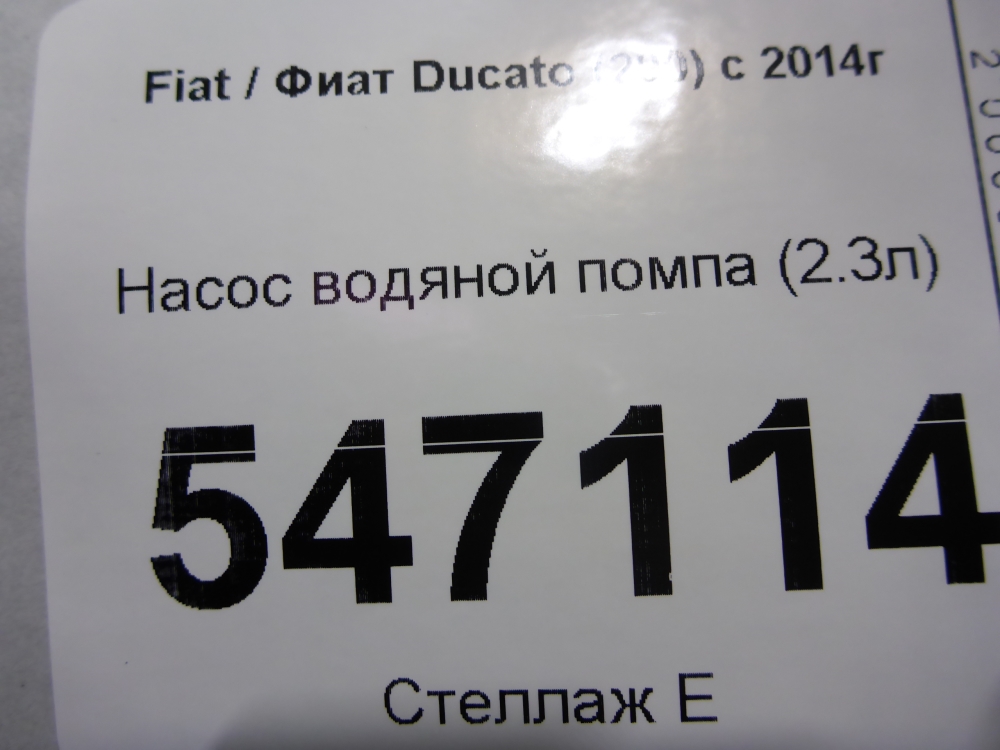 Fiat / Фиат Ducato с 2014г
Насос водяной помпа (2.3л)
547114
Стеллаж Е